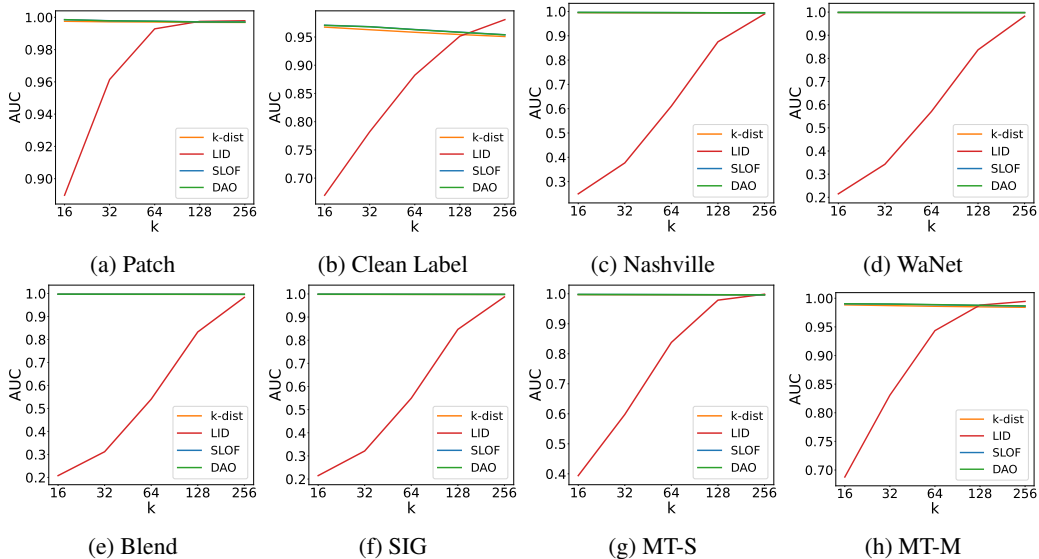 1.00
0.98
0.96
0.94
0.92
0.90
AUC
16 32 64 128 256
k
k-dist
LID
SLOF
DAO
(a) Patch
0.95
0.90
0.85
0.80
0.75
0.70
AUC
16 32 64 128 256
k
k-dist
LID
SLOF
DAO
(b) Clean Label
1.0
0.9
0.8
0.7
0.6
0.5
0.4
0.3
AUC
16 32 64 128 256
k
k-dist
LID
SLOF
DAO
(c) Nashville
1.0
0.9
0.8
0.7
0.6
0.5
0.4
0.3
0.2
AUC
16 32 64 128 256
k
k-dist
LID
SLOF
DAO
(d) WaNet
1.0
0.9
0.8
0.7
0.6
0.5
0.4
0.3
0.2
AUC
16 32 64 128 256
k
k-dist
LID
SLOF
DAO
(e) Blend
1.0
0.9
0.8
0.7
0.6
0.5
0.4
0.3
0.2
AUC
16 32 64 128 256
k
k-dist
LID
SLOF
DAO
(f) SIG
1.0
0.9
0.8
0.7
0.6
0.5
0.4
AUC
16 32 64 128 256
k
k-dist
LID
SLOF
DAO
(g) MT-S
1.00
0.95
0.90
0.85
0.80
0.75
0.70
AUC
16 32 64 128 256
k
k-dist
LID
SLOF
DAO
(h) MT-M